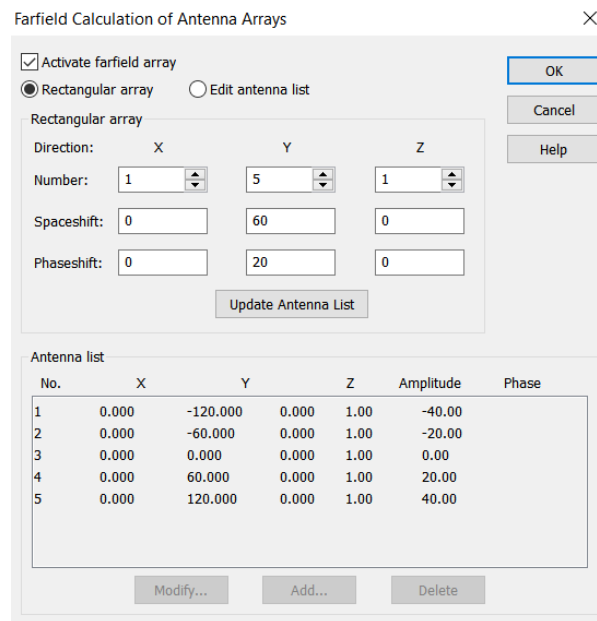 Farfield Calculation of Antenna Arrays
Activate farfield array
OK
Rectangular array Edit antenna list
Cancel
Rectangular array
Direction: X Y Z
Help
Number: 1 5 1
Spaceshift: 0 60 0
Phaseshift: 0 20 0
Update Antenna List
Antenna list
No. X Y Z Amplitude Phase
1 0.000 -120.000 0.000 1.00 -40.00
2 0.000 -60.000 0.000 1.00 -20.00
3 0.000 0.000 0.000 1.00 0.00
4 0.000 60.000 0.000 1.00 20.00
5 0.000 120.000 0.000 1.00 40.00
Modify... Add... Delete